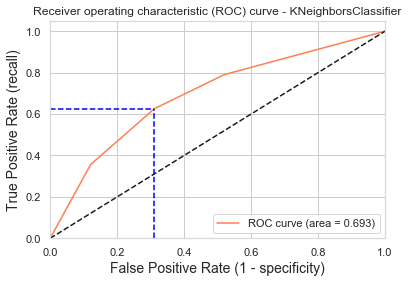 Receiver operating characteristic (ROC) curve - KNeighborsClassifier
True Positive Rate (recall)
1.0
0.8
0.6
0.4
0.2
0.0
ROC curve (area = 0.693)
0.0 0.2 0.4 0.6 0.8 1.0
False Positive Rate (1 - specificity)